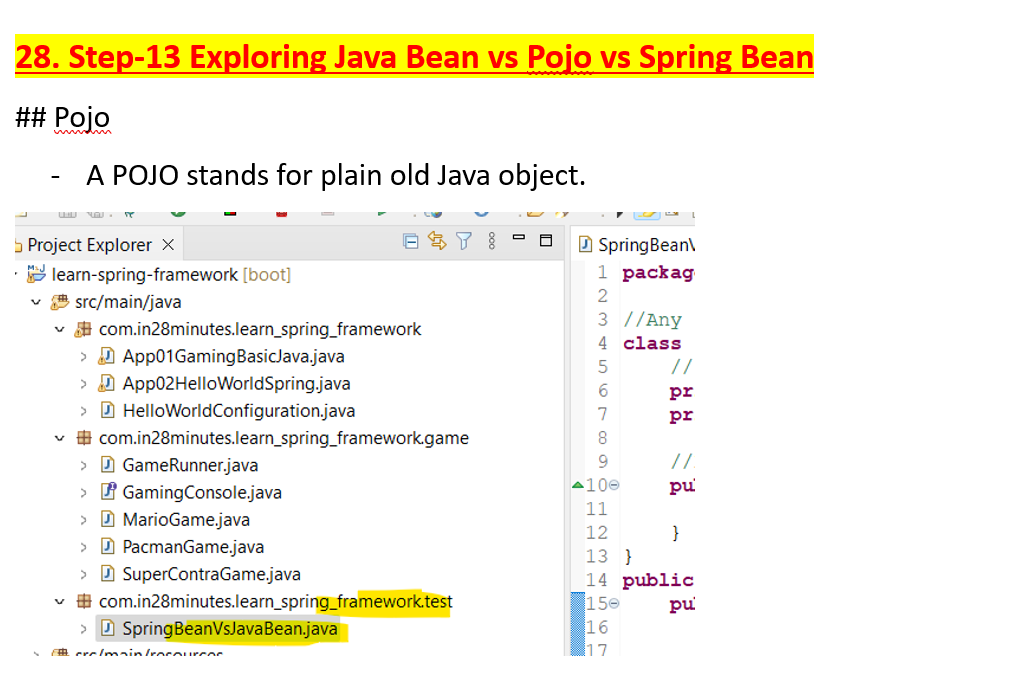 28. Step-13 Exploring Java Bean vs Pojo vs Spring Bean
## Pojo
- A POJO stands for plain old Java object.
Project Explorer
learn-spring-framework [boot]
src/main/java
com.in28minutes.learn_spring_framework
App01GamingBasicJava.java
App02HelloWorldSpring.java
HelloWorldConfiguration.java
com.in28minutes.learn_spring_framework.game
GameRunner.java
GamingConsole.java
MarioGame.java
PacmanGame.java
SuperContraGame.java
com.in28minutes.learn_spring_framework.test
SpringBeanVsJavaBean.java
src/main/resources
SpringBeanV
1 packag
2
3 //Any
4 class
5 //
6 pr
7 pr
8
9 //
10 pu
11
12 }
13 }
14 public
15 pu
16
17